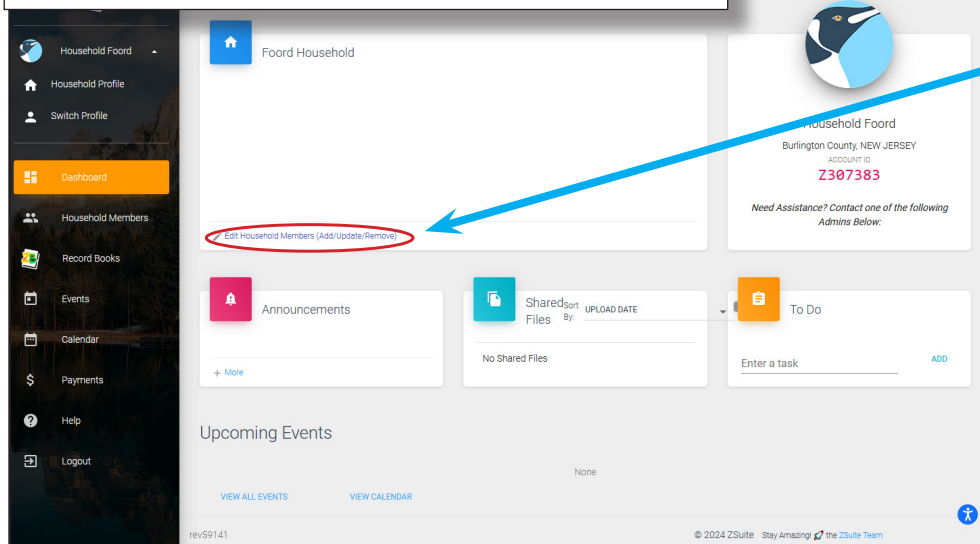 Household Foord
Household Profile
Switch Profile
Dashboard
Household Members
Record Books
Events
Calendar
Payments
Help
Logout
Foord Household
Edit Household Members (Add/Update/Remove)
Household Foord
Burlington County, NEW JERSEY
ACCOUNT ID
Z307383
Need Assistance? Contact one of the following
Admins Below:
Announcements
+ More
Shared
Files
Sort
By:
UPLOAD DATE
No Shared Files
To Do
Enter a task
ADD
Upcoming Events
None
VIEW ALL EVENTS
VIEW CALENDAR
rev59141
© 2024 ZSuite Stay Amazing! 🚀 the ZSuite Team